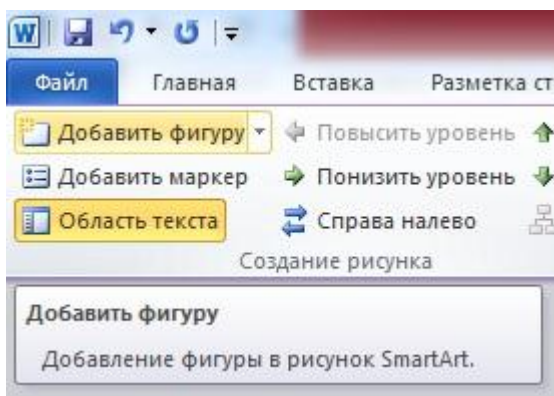 W
Файл Главная Вставка Разметка ст
Добавить фигуру Повысить уровень
Добавить маркер Понизить уровень
Область текста Справа налево
Создание рисунка
Добавить фигуру
Добавление фигуры в рисунок SmartArt.